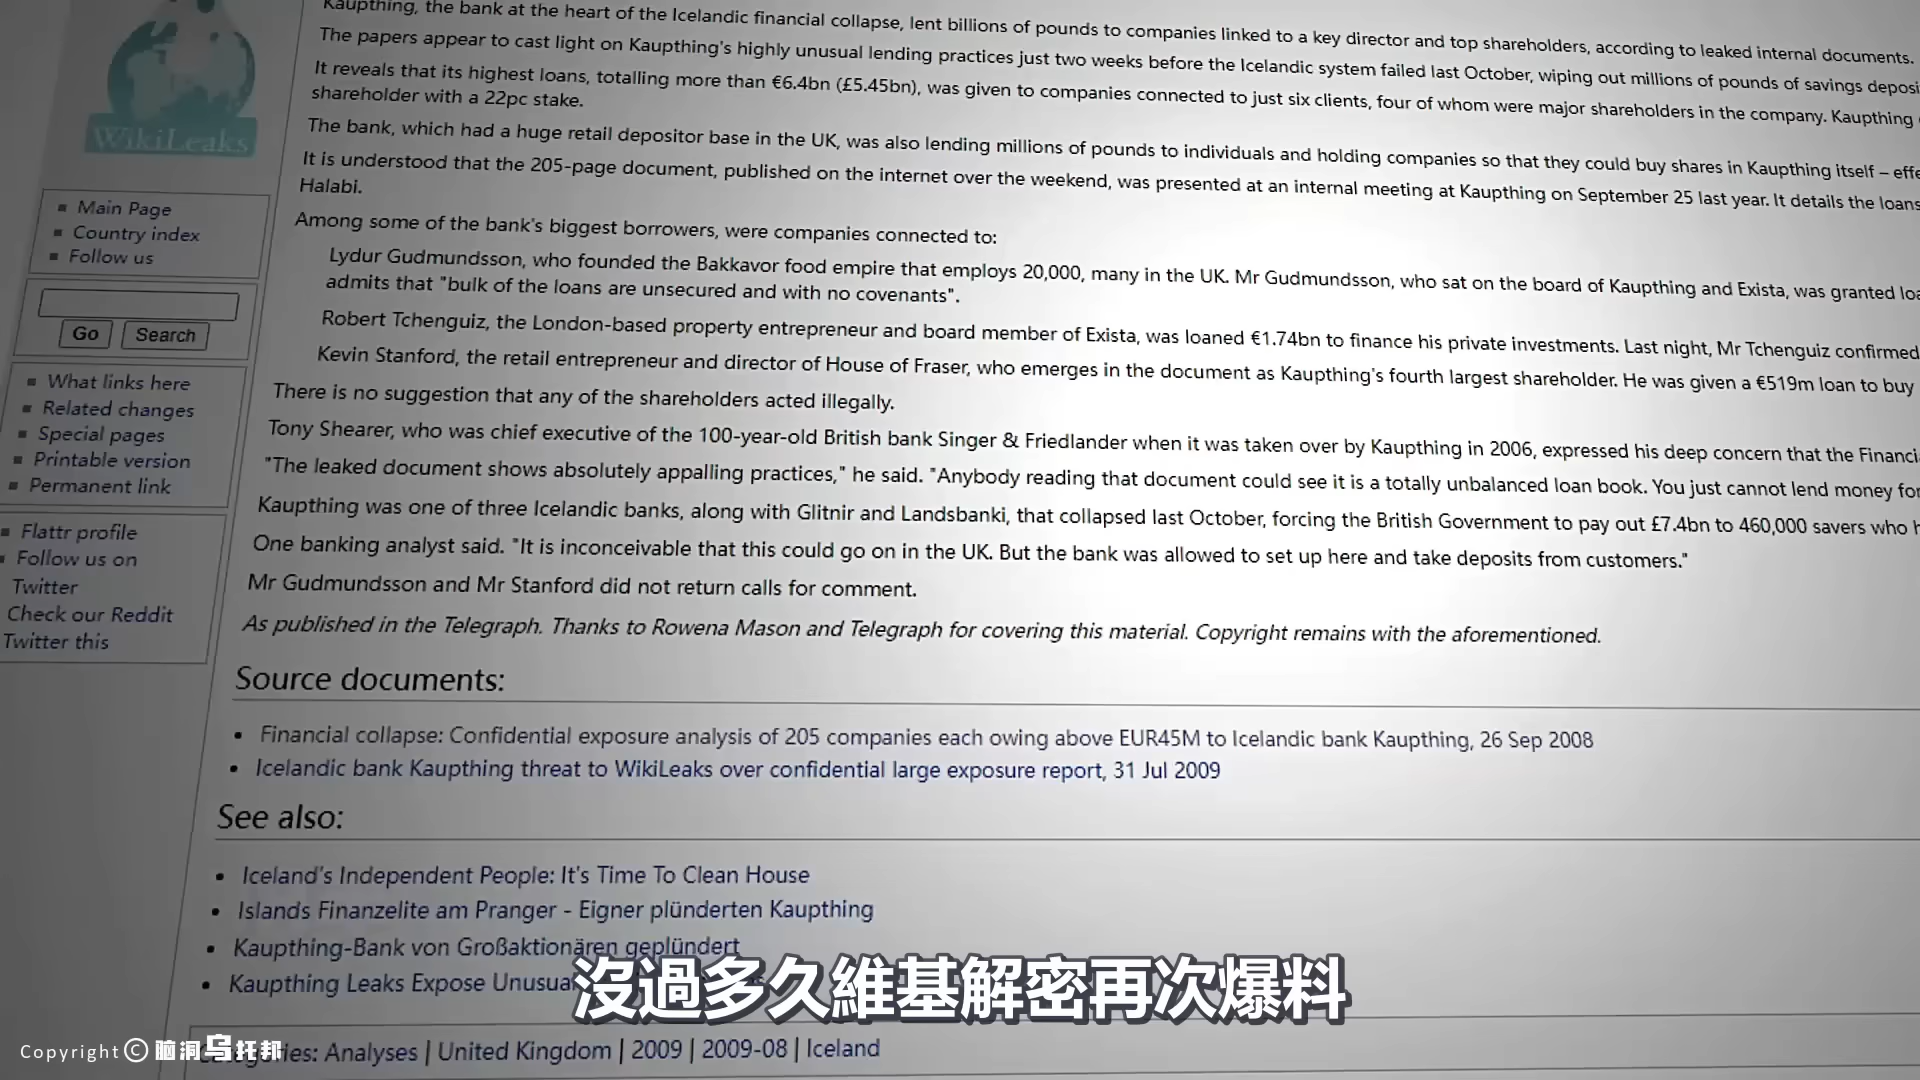 WikiLeaks
Main Page
Country index
Follow us
Go
Search
What links here
Related changes
Special pages
Printable version
Permanent link
Flattr profile
Follow us on
Twitter
Check our Reddit
Twitter this
Kaupthing, the bank at the heart of the Icelandic financial collapse, lent billions of pounds to companies linked to a key director and top shareholders, according to leaked internal documents.
The papers appear to cast light on Kaupthing's highly unusual lending practices just two weeks before the Icelandic system failed last October, wiping out millions of pounds of savings
It reveals that its highest loans, totalling more than €6.4bn (£5.45bn), was given to companies connected to just six clients, four of whom were major shareholders in the company. Kaupthing
shareholder with a 22pc stake.
The bank, which had a huge retail depositor base in the UK, was also lending millions of pounds to individuals and holding companies so that they could buy shares in Kaupthing itself –
It is understood that the 205-page document, published on the internet over the weekend, was presented at an internal meeting at Kaupthing on September 25 last year. It details the loans
Halabi.
Among some of the bank's biggest borrowers, were companies connected to:
Lydur Gudmundsson, who founded the Bakkavor food empire that employs 20,000, many in the UK. Mr Gudmundsson, who sat on the board of Kaupthing and Exista, was granted
admits that "bulk of the loans are unsecured and with no covenants".
Robert Tchenguiz, the London-based property entrepreneur and board member of Exista, was loaned €1.74bn to finance his private investments. Last night, Mr Tchenguiz confirmed
Kevin Stanford, the retail entrepreneur and director of House of Fraser, who emerges in the document as Kaupthing's fourth largest shareholder. He was given a €519m loan to buy
There is no suggestion that any of the shareholders acted illegally.
Tony Shearer, who was chief executive of the 100-year-old British bank Singer & Friedlander when it was taken over by Kaupthing in 2006, expressed his deep concern that the
"The leaked document shows absolutely appalling practices," he said. "Anybody reading that document could see it is a totally unbalanced loan book. You just cannot lend money for
Kaupthing was one of three Icelandic banks, along with Glitnir and Landsbanki, that collapsed last October, forcing the British Government to pay out £7.4bn to 460,000 savers who
One banking analyst said. "It is inconceivable that this could go on in the UK. But the bank was allowed to set up here and take deposits from customers."
Mr Gudmundsson and Mr Stanford did not return calls for comment.
As published in the Telegraph. Thanks to Rowena Mason and Telegraph for covering this material. Copyright remains with the aforementioned.
Source documents:
Financial collapse: Confidential exposure analysis of 205 companies each owing above EUR45M to Icelandic bank Kaupthing, 26 Sep 2008
Icelandic bank Kaupthing threat to WikiLeaks over confidential large exposure report, 31 Jul 2009
See also:
Iceland's Independent People: It's Time To Clean House
Islands Finanzelite am Pranger - Eigner plünderten Kaupthing
Kaupthing-Bank von Großaktionären geplündert
Kaupthing Leaks Expose
沒過多久維基解密再次爆料
Analyses | United Kingdom | 2009 | 2009-08 | Iceland
Copyright © 脑洞乌托邦